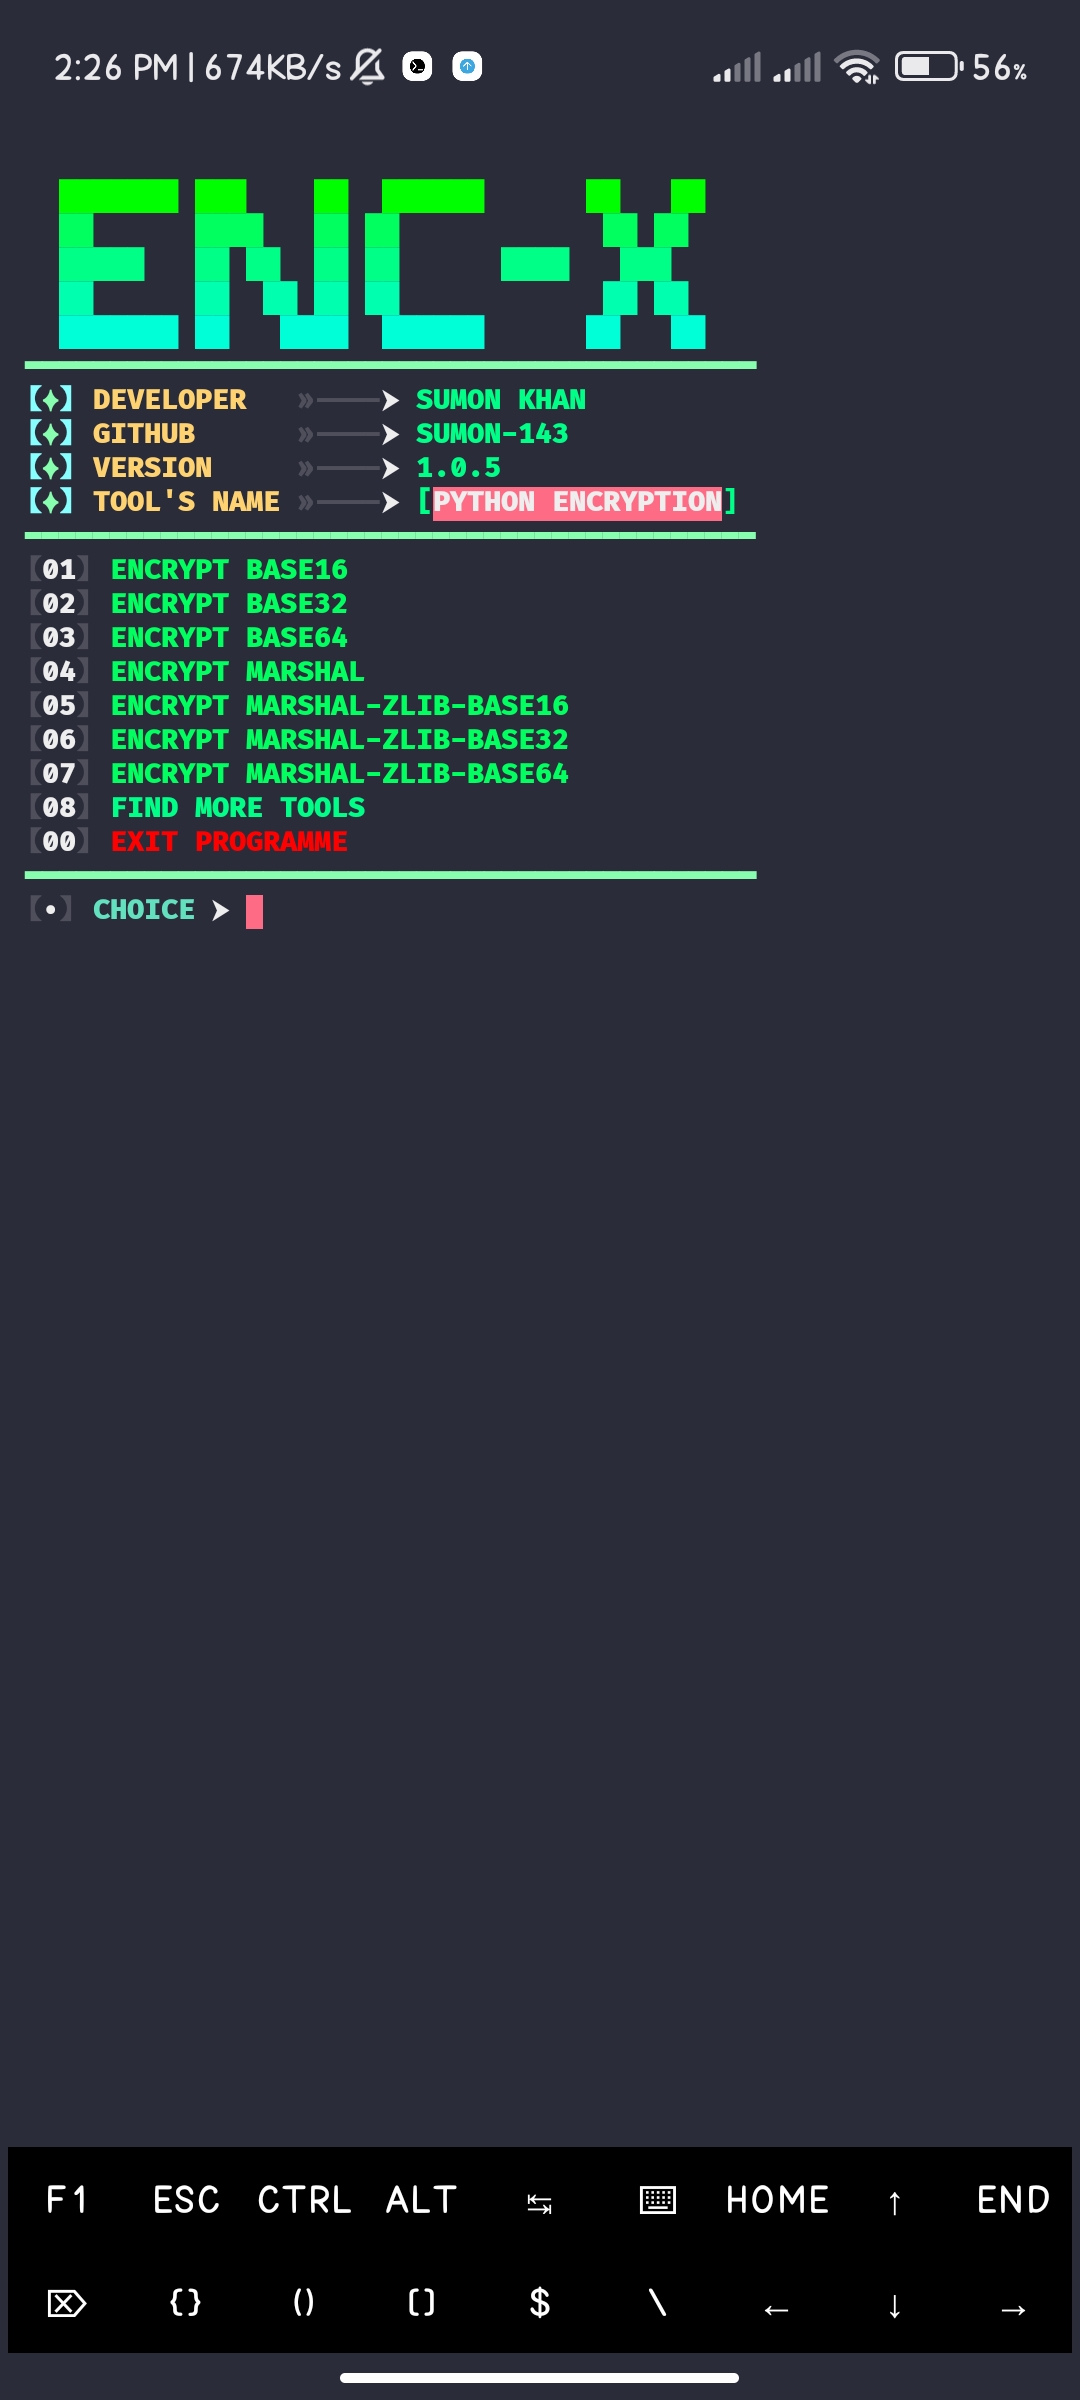 2:26 PM | 674KB/s 56%
ENC-X
【✦】 DEVELOPER »───➤ SUMON KHAN
【✦】 GITHUB »───➤ SUMON-143
【✦】 VERSION »───➤ 1.0.5
【✦】 TOOL'S NAME »───➤ [PYTHON ENCRYPTION]
【01】 ENCRYPT BASE16
【02】 ENCRYPT BASE32
【03】 ENCRYPT BASE64
【04】 ENCRYPT MARSHAL
【05】 ENCRYPT MARSHAL-ZLIB-BASE16
【06】 ENCRYPT MARSHAL-ZLIB-BASE32
【07】 ENCRYPT MARSHAL-ZLIB-BASE64
【08】 FIND MORE TOOLS
【00】 EXIT PROGRAMME
【•】 CHOICE ➤
F1 ESC CTRL ALT ↹ ⌨ HOME ↑ END
⌦ {} () [] $ \ ← ↓ →